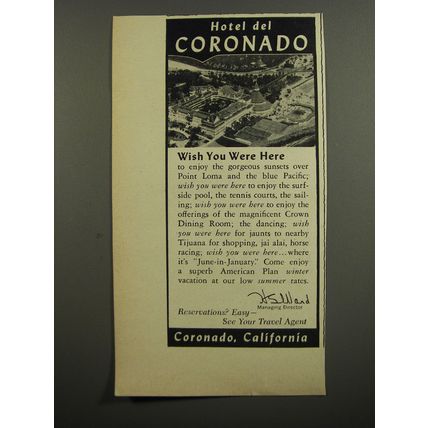 Hotel del
CORONADO
Wish You Were Here
to enjoy the gorgeous sunsets over
Point Loma and the blue Pacific;
wish you were here to enjoy the surf-
side pool, the tennis courts, the sail-
ing; wish you were here to enjoy the
offerings of the magnificent Crown
Dining Room; the dancing; wish
you were here for jaunts to nearby
Tijuana for shopping, jai alai, horse
racing; wish you were here...where
it's "June-in-January." Come enjoy
a superb American Plan winter
vacation at our low summer rates.
Managing Director
Reservations? Easy—
See Your Travel Agent
Coronado, California